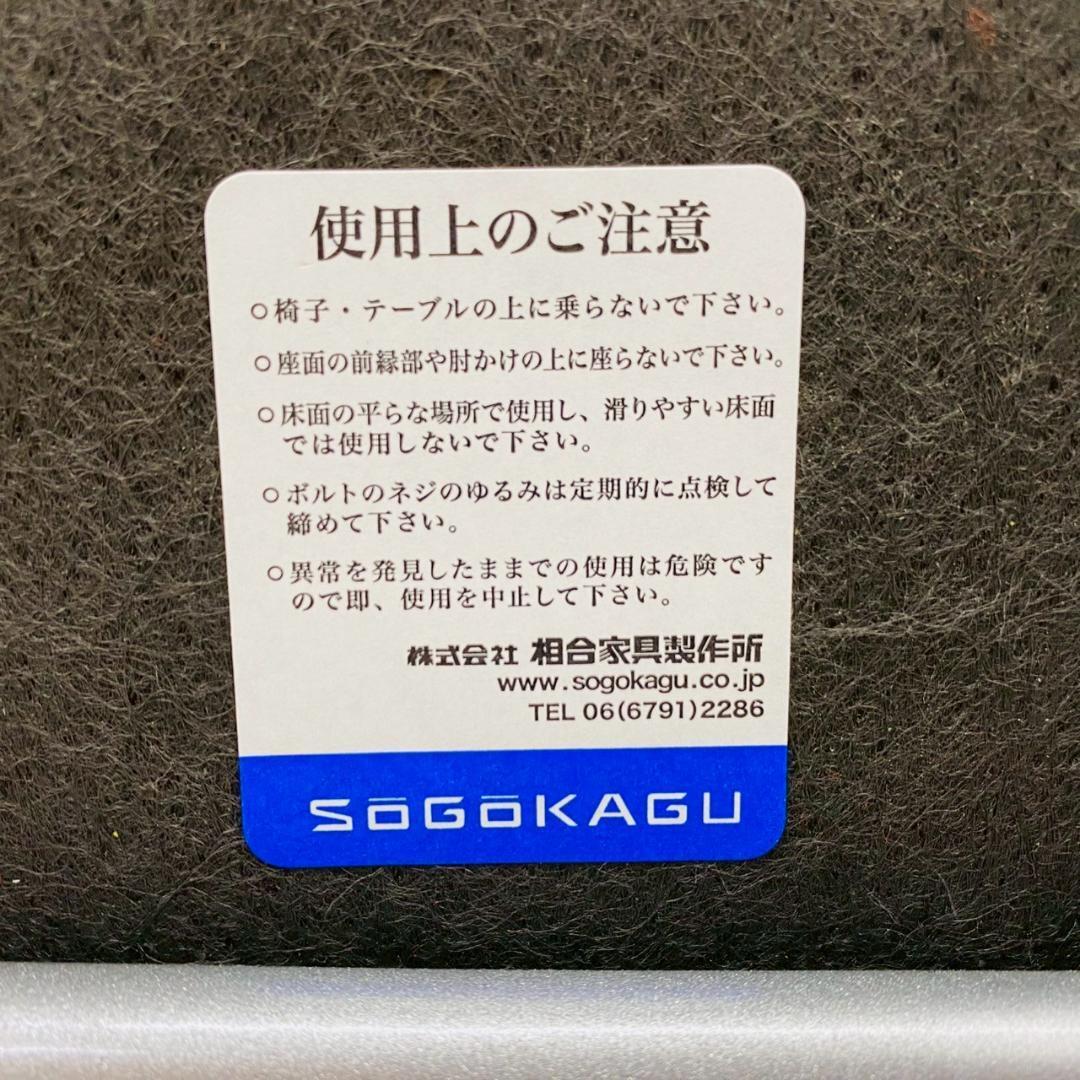 使用上のご注意
○椅子・テーブルの上に乗らないで下さい。
○座面の前縁部や肘かけの上に座らないで下さい。
○床面の平らな場所で使用し、滑りやすい床面
では使用しないで下さい。
○ボルトのネジのゆるみは定期的に点検して
締めて下さい。
○異常を発見したままでの使用は危険です
ので即、使用を中止して下さい。
株式会社 相合家具製作所
www.sogokagu.co.jp
TEL 06(6791)2286
SōGōKAGU